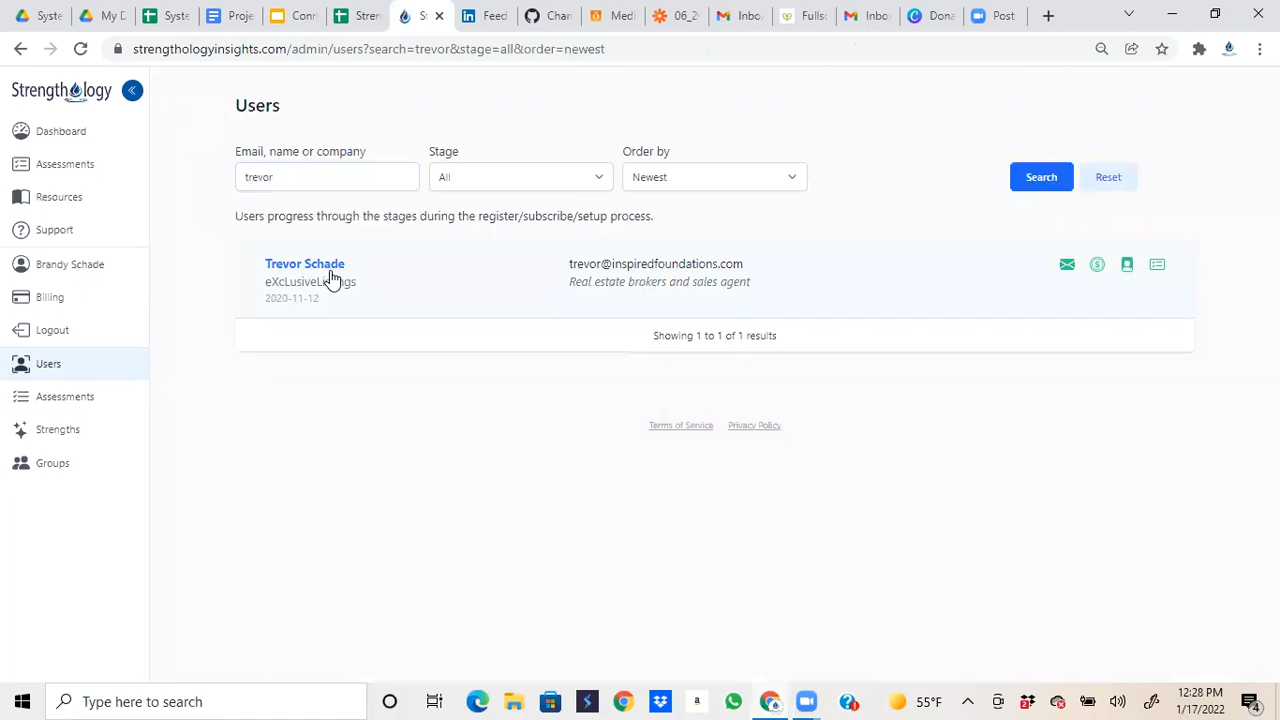 Syste
My D
Syste
Proje
Conn
Stren
S
Feed
Chan
Medi
06_2
Inbo
Fulls
Inbo
Dona
Post
strengthologyinsights.com/admin/users?search=trevor&stage=all&order=newest
Strengthology
Dashboard
Assessments
Resources
Support
Brandy Schade
Billing
Logout
Users
Assessments
Strengths
Groups
Users
Email, name or company
Stage
Order by
trevor
All
Newest
Search
Reset
Users progress through the stages during the register/subscribe/setup process.
Trevor Schade
trevor@inspiredfoundations.com
eXcLusiveListings
Real estate brokers and sales agent
2020-11-12
Showing 1 to 1 of 1 results
Terms of Service
Privacy Policy
Type here to search
55°F
12:28 PM
1/17/2022